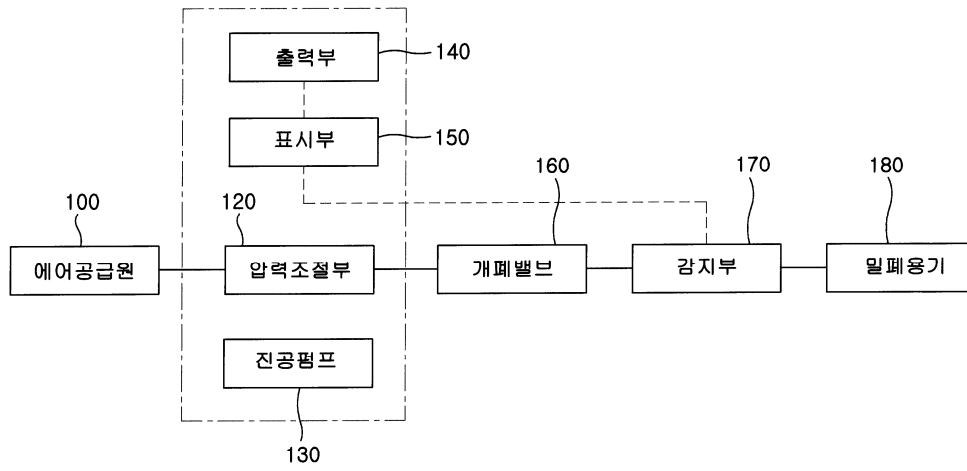 출력부
140
표시부
150
100
120
160
170
180
에어공급원
압력조절부
개폐밸브
감지부
밀폐용기
진공펌프
130